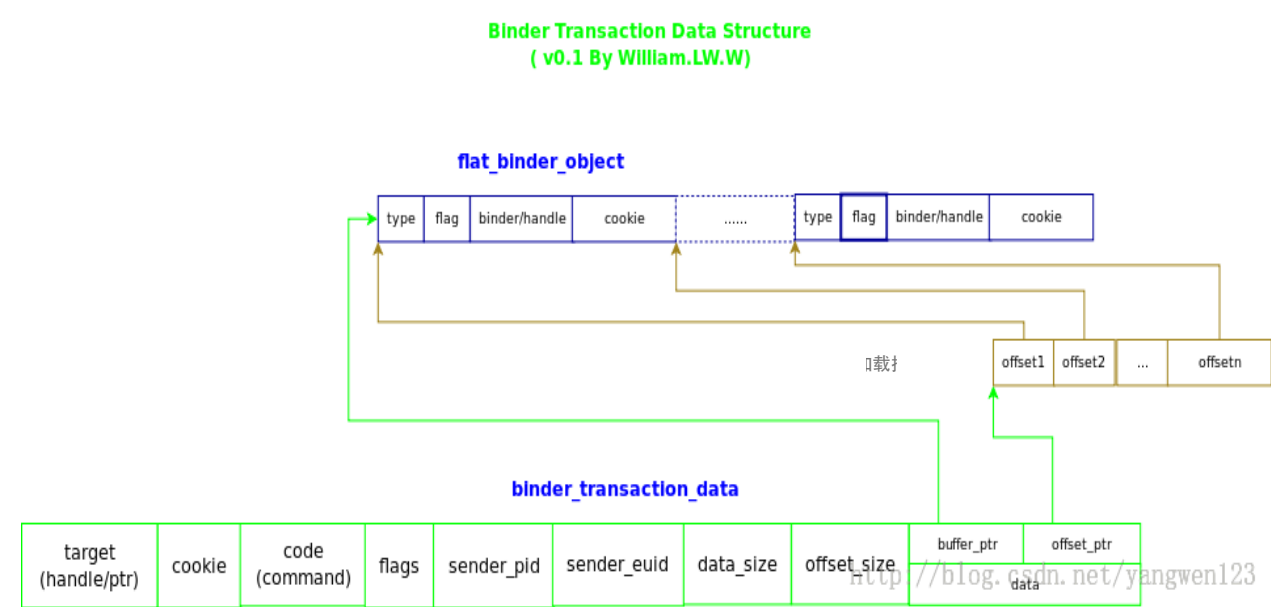 Binder Transaction Data Structure
( v0.1 By William.LW.W)
flat_binder_object
type flag binder/handle cookie ...... type flag binder/handle cookie
offset1 offset2 ... offsetn
载
binder_transaction_data
target
(handle/ptr)
cookie
code
(command)
flags
sender_pid
sender_euid
data_size
offset_size
buffer_ptr
offset_ptr
data
http://blog.csdn.net/yangwen123